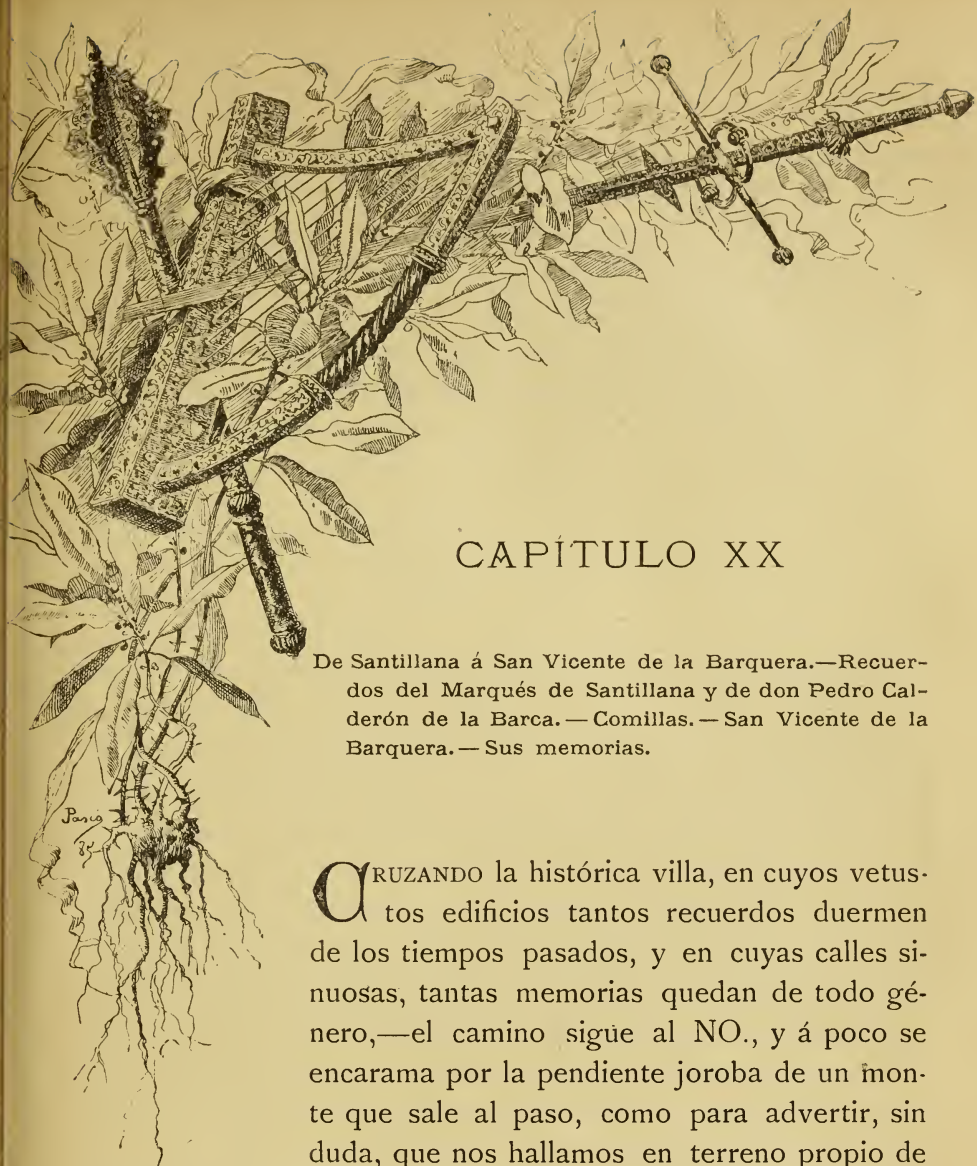 CAPÍTULO XX
De Santillana á San Vicente de la Barquera.—Recuer-
dos del Marqués de Santillana y de don Pedro Cal-
derón de la Barca.—Comillas.—San Vicente de la
Barquera.—Sus memorias.
CRUZANDO la histórica villa, en cuyos vetus-
tos edificios tantos recuerdos duermen
de los tiempos pasados, y en cuyas calles si-
nuosas, tantas memorias quedan de todo gé-
nero,—el camino sigue al NO., y á poco se
encarama por la pendiente joroba de un mon-
te que sale al paso, como para advertir, sin
duda, que nos hallamos en terreno propio de